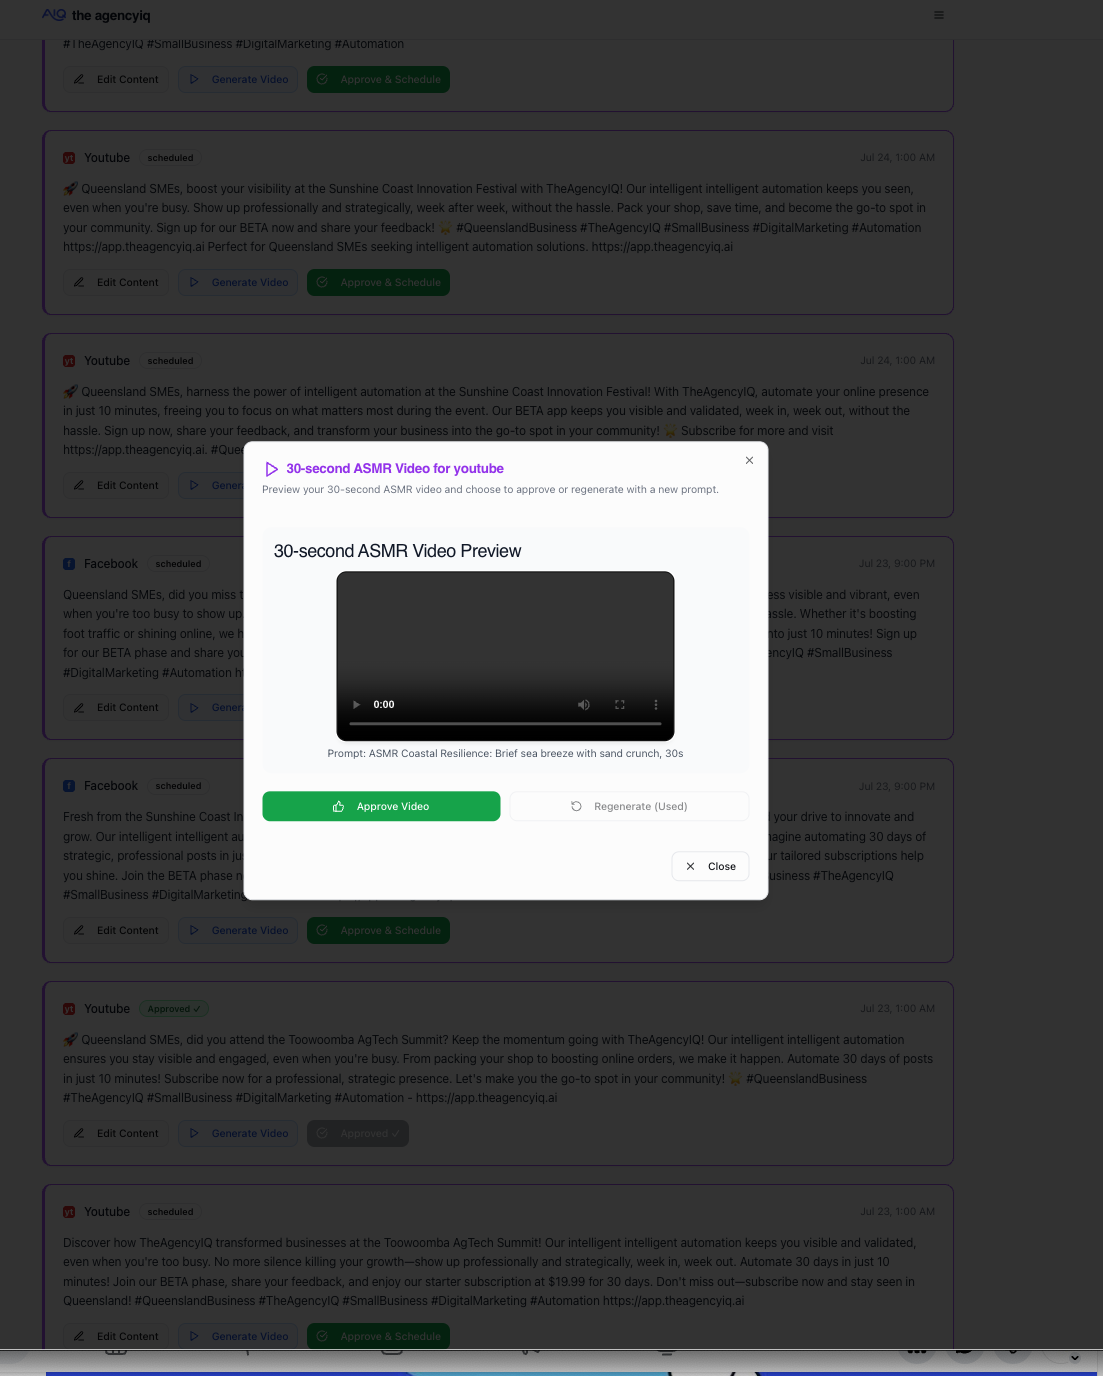 AIQ the agencyiq
#TheAgencyIQ #SmallBusiness #DigitalMarketing #Automation
Edit Content Generate Video Approve & Schedule
Youtube scheduled Jul 24, 1:00 AM
🚀 Queensland SMEs, boost your visibility at the Sunshine Coast Innovation Festival with TheAgencyIQ! Our intelligent intelligent automation keeps you seen,
even when you're busy. Show up professionally and strategically, week after week, without the hassle. Pack your shop, save time, and become the go-to spot in
your community. Sign up for our BETA now and share your feedback! #QueenslandBusiness #TheAgencyIQ #SmallBusiness #DigitalMarketing #Automation
https://app.theagencyiq.ai Perfect for Queensland SMEs seeking intelligent automation solutions. https://app.theagencyiq.ai
Edit Content Generate Video Approve & Schedule
Youtube scheduled Jul 24, 1:00 AM
🚀 Queensland SMEs, harness the power of intelligent automation at the Sunshine Coast Innovation Festival! With TheAgencyIQ, automate your online presence
in just 10 minutes, freeing you to focus on what matters most during the event. Our BETA app keeps you visible and validated, week in, week out, without the
hassle. Sign up now, share your feedback, and transform your business into the go-to spot in your community! Subscribe for more and visit
https://app.theagencyiq.ai. #Quee
Edit Content Gene
30-second ASMR Video for youtube
Preview your 30-second ASMR video and choose to approve or regenerate with a new prompt.
30-second ASMR Video Preview
0:00
Prompt: ASMR Coastal Resilience: Brief sea breeze with sand crunch, 30s
Approve Video Regenerate (Used)
Close
Facebook scheduled Jul 23, 9:00 PM
Queensland SMEs, did you miss t ess visible and vibrant, even
when you're too busy to show up assle. Whether it's boosting
foot traffic or shining online, we h nto just 10 minutes! Sign up
for our BETA phase and share you encyIQ #SmallBusiness
#DigitalMarketing #Automation ht
Edit Content Gene
Facebook scheduled Jul 23, 9:00 PM
Fresh from the Sunshine Coast In your drive to innovate and
grow. Our intelligent intelligent au nagine automating 30 days of
strategic, professional posts in jus ur tailored subscriptions help
you shine. Join the BETA phase n usiness #TheAgencyIQ
#SmallBusiness #DigitalMarketing
Edit Content Generate Video Approve & Schedule
Youtube Approved ✓ Jul 23, 1:00 AM
🚀 Queensland SMEs, did you attend the Toowoomba AgTech Summit? Keep the momentum going with TheAgencyIQ! Our intelligent intelligent automation
ensures you stay visible and engaged, even when you're busy. From packing your shop to boosting online orders, we make it happen. Automate 30 days of posts
in just 10 minutes! Subscribe now for a professional, strategic presence. Let's make you the go-to spot in your community! #QueenslandBusiness
#TheAgencyIQ #SmallBusiness #DigitalMarketing #Automation - https://app.theagencyiq.ai
Edit Content Generate Video Approved ✓
Youtube scheduled Jul 23, 1:00 AM
Discover how TheAgencyIQ transformed businesses at the Toowoomba AgTech Summit! Our intelligent intelligent automation keeps you visible and validated,
even when you're too busy. No more silence killing your growth—show up professionally and strategically, week in, week out. Automate 30 days in just 10
minutes! Join our BETA phase, share your feedback, and enjoy our starter subscription at $19.99 for 30 days. Don't miss out—subscribe now and stay seen in
Queensland! #QueenslandBusiness #TheAgencyIQ #SmallBusiness #DigitalMarketing #Automation https://app.theagencyiq.ai
Edit Content Generate Video Approve & Schedule